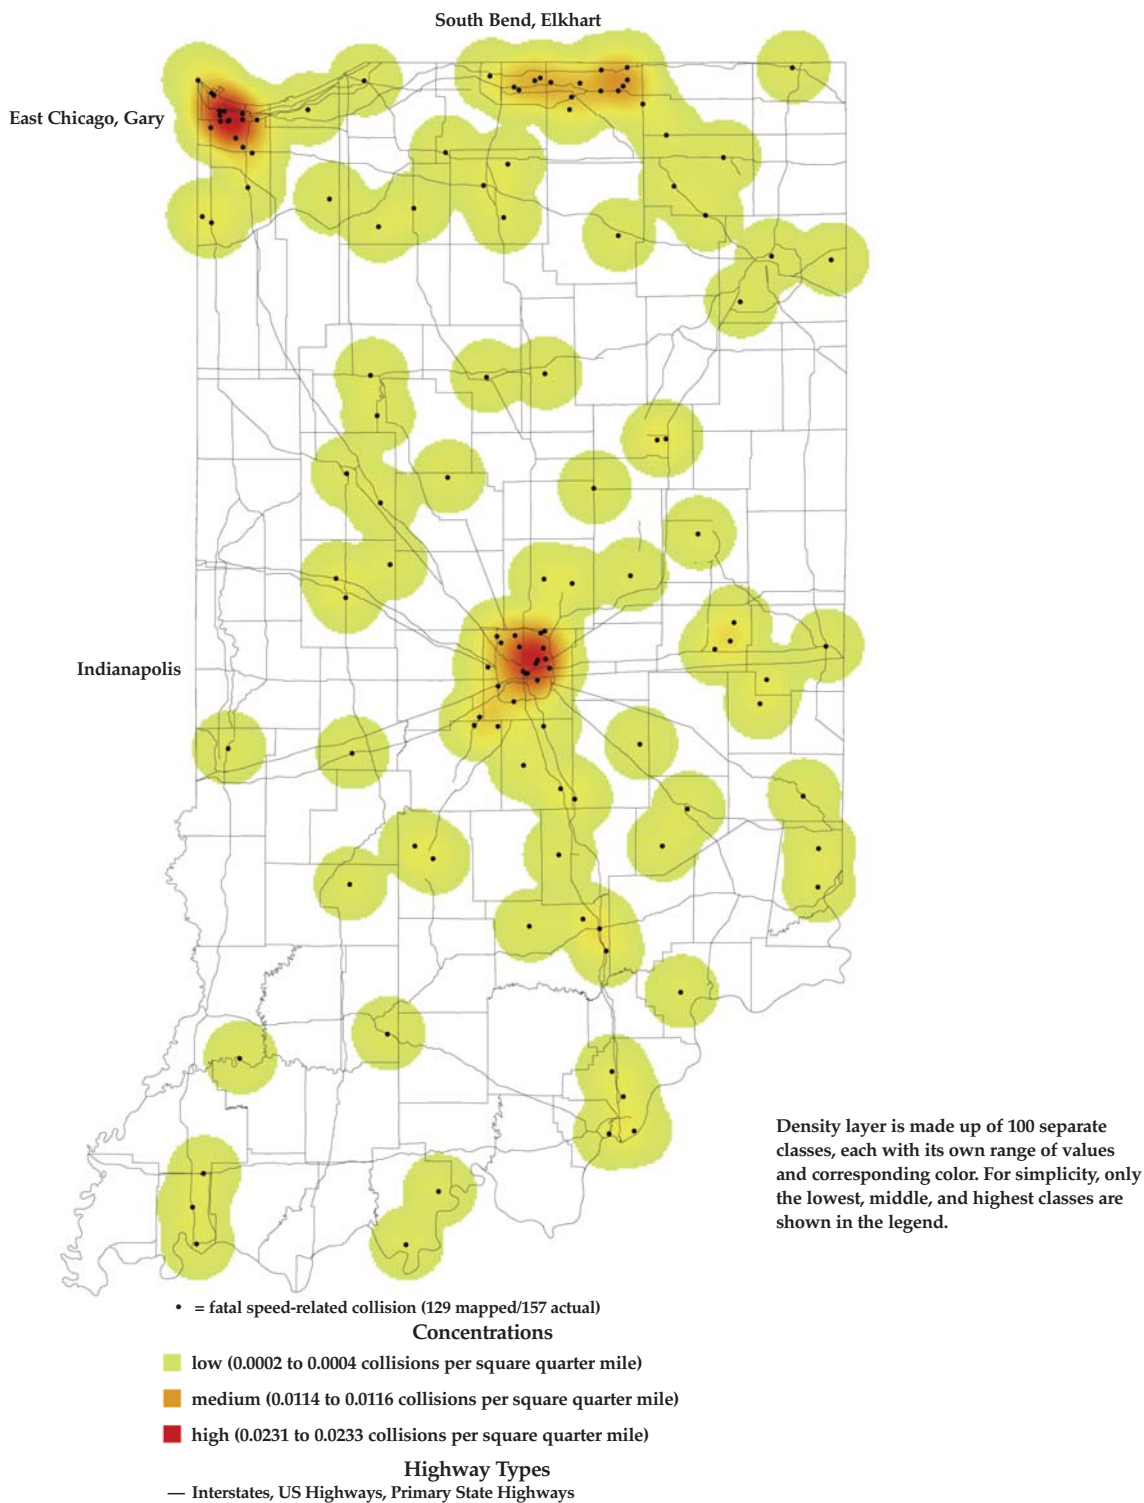 South Bend, Elkhart
East Chicago, Gary
Indianapolis
Density layer is made up of 100 separate
classes, each with its own range of values
and corresponding color. For simplicity, only
the lowest, middle, and highest classes are
shown in the legend.
• = fatal speed-related collision (129 mapped/157 actual)
Concentrations
low (0.0002 to 0.0004 collisions per square quarter mile)
medium (0.0114 to 0.0116 collisions per square quarter mile)
high (0.0231 to 0.0233 collisions per square quarter mile)
Highway Types
— Interstates, US Highways, Primary State Highways